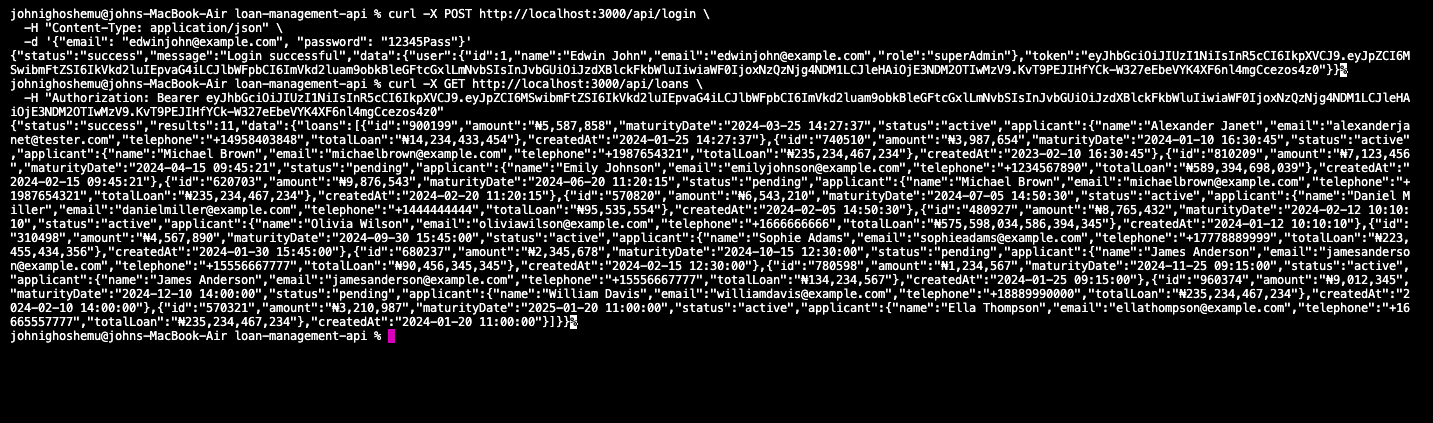 johnighoshemu@johns-MacBook-Air loan-management-api % curl -X POST http://localhost:3000/api/login \
-H "Content-Type: application/json" \
-d '{"email": "edwinjohn@example.com", "password": "12345Pass"}'
{"status":"success","message":"Login successful","data":{"user":{"id":1,"name":"Edwin John","email":"edwinjohn@example.com","role":"superAdmin"},"token":"eyJhbGciOiJIUzI1NiIsInR5cCI6IkpXVCJ9.eyJpZCI6M
SwibmFtZSI6IkVkd2luIEpvaG4iLCJlbWFpbCI6ImVkd2luam9obkBleGFtcGxlLmNvbSIsInJvbGUiOiJzdXBlckFkbWluIiwiaWF0IjoxNzQzNjg4NDM1LCJleHAiOjE3NDM2OTIwMzV9.KvT9PEJIHfYCk-W327eEbeVYK4XF6nl4mgCcezos4z0"}}%
johnighoshemu@johns-MacBook-Air loan-management-api % curl -X GET http://localhost:3000/api/loans \
-H "Authorization: Bearer eyJhbGciOiJIUzI1NiIsInR5cCI6IkpXVCJ9.eyJpZCI6MSwibmFtZSI6IkVkd2luIEpvaG4iLCJlbWFpbCI6ImVkd2luam9obkBleGFtcGxlLmNvbSIsInJvbGUiOiJzdXBlckFkbWluIiwiaWF0IjoxNzQzNjg4NDM1LCJleHA
iOjE3NDM2OTIwMzV9.KvT9PEJIHfYCk-W327eEbeVYK4XF6nl4mgCcezos4z0"
{"status":"success","results":11,"data":{"loans":[{"id":"900199","amount":"₦5,587,858","maturityDate":"2024-03-25 14:27:37","status":"active","applicant":{"name":"Alexander Janet","email":"alexanderja
net@tester.com","telephone":"+14958403848","totalLoan":"₦14,234,433,454"},"createdAt":"2024-01-25 14:27:37"},{"id":"740510","amount":"₦3,987,654","maturityDate":"2024-01-10 16:30:45","status":"active"
,"applicant":{"name":"Michael Brown","email":"michaelbrown@example.com","telephone":"+1987654321","totalLoan":"₦235,234,467,234"},"createdAt":"2023-02-10 16:30:45"},{"id":"810209","amount":"₦7,123,456
","maturityDate":"2024-04-15 09:45:21","status":"pending","applicant":{"name":"Emily Johnson","email":"emilyjohnson@example.com","telephone":"+1234567890","totalLoan":"₦589,394,698,039"},"createdAt":"
2024-02-15 09:45:21"},{"id":"620703","amount":"₦9,876,543","maturityDate":"2024-06-20 11:20:15","status":"pending","applicant":{"name":"Michael Brown","email":"michaelbrown@example.com","telephone":"+
1987654321","totalLoan":"₦235,234,467,234"},"createdAt":"2024-02-20 11:20:15"},{"id":"570820","amount":"₦6,543,210","maturityDate":"2024-07-05 14:50:30","status":"active","applicant":{"name":"Daniel M
iller","email":"danielmiller@example.com","telephone":"+1444444444","totalLoan":"₦95,535,554"},"createdAt":"2024-02-05 14:50:30"},{"id":"480927","amount":"₦8,765,432","maturityDate":"2024-02-12 10:10:
10","status":"active","applicant":{"name":"Olivia Wilson","email":"oliviawilson@example.com","telephone":"+1666666666","totalLoan":"₦575,598,034,586,394,345"},"createdAt":"2024-01-12 10:10:10"},{"id":
"310498","amount":"₦4,567,890","maturityDate":"2024-09-30 15:45:00","status":"active","applicant":{"name":"Sophie Adams","email":"sophieadams@example.com","telephone":"+17778889999","totalLoan":"₦223,
455,434,356"},"createdAt":"2024-01-30 15:45:00"},{"id":"680237","amount":"₦2,345,678","maturityDate":"2024-10-15 12:30:00","status":"pending","applicant":{"name":"James Anderson","email":"jamesanderso
n@example.com","telephone":"+15556667777","totalLoan":"₦90,456,345,345"},"createdAt":"2024-02-15 12:30:00"},{"id":"780598","amount":"₦1,234,567","maturityDate":"2024-11-25 09:15:00","status":"active",
"applicant":{"name":"James Anderson","email":"jamesanderson@example.com","telephone":"+15556667777","totalLoan":"₦134,234,567"},"createdAt":"2024-01-25 09:15:00"},{"id":"960374","amount":"₦9,012,345",
"maturityDate":"2024-12-10 14:00:00","status":"pending","applicant":{"name":"William Davis","email":"williamdavis@example.com","telephone":"+18889990000","totalLoan":"₦235,234,467,234"},"createdAt":"2
024-02-10 14:00:00"},{"id":"570321","amount":"₦3,210,987","maturityDate":"2025-01-20 11:00:00","status":"active","applicant":{"name":"Ella Thompson","email":"ellathompson@example.com","telephone":"+16
665557777","totalLoan":"₦235,234,467,234"},"createdAt":"2024-01-20 11:00:00"}]}}%
johnighoshemu@johns-MacBook-Air loan-management-api %